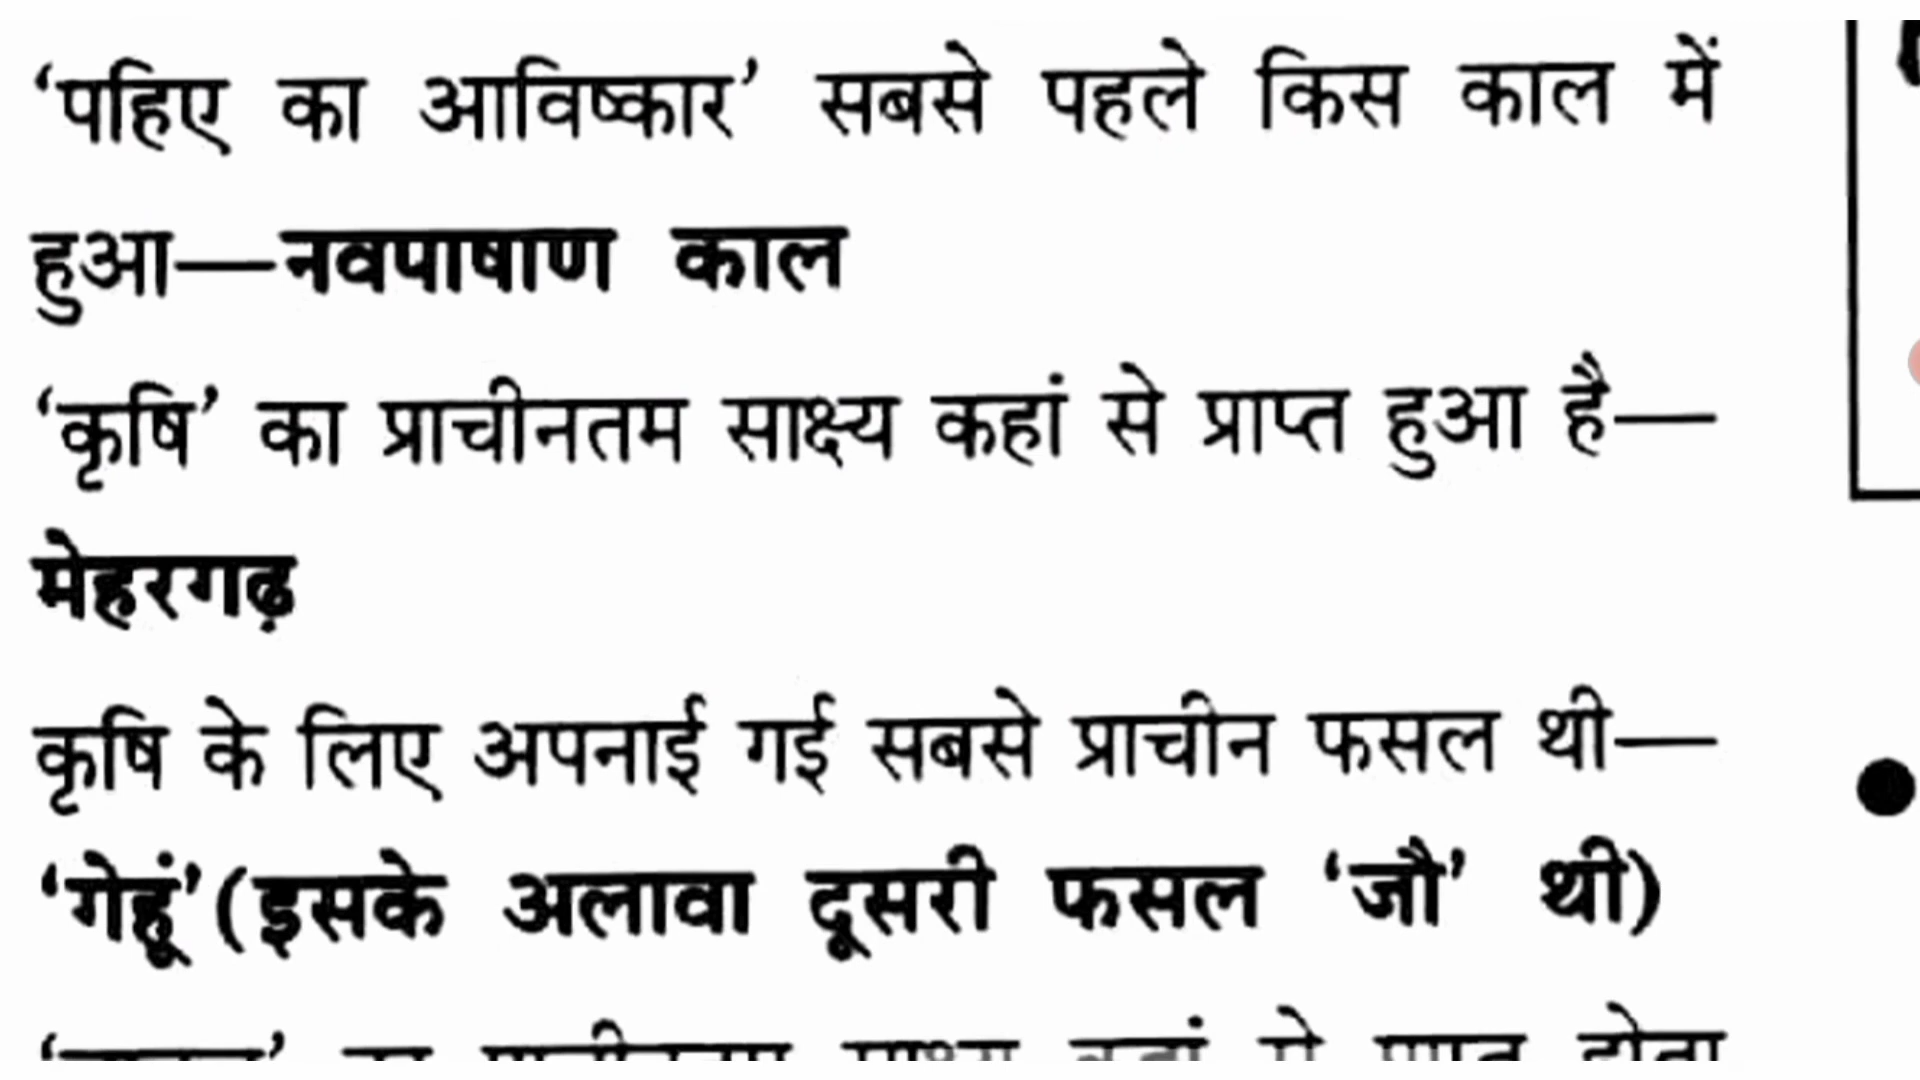 ‘पहिए का आविष्कार’ सबसे पहले किस काल में
हुआ—नवपाषाण काल
‘कृषि’ का प्राचीनतम साक्ष्य कहां से प्राप्त हुआ है—
मेहरगढ़
कृषि के लिए अपनाई गई सबसे प्राचीन फसल थी—
‘गेहूं’(इसके अलावा दूसरी फसल ‘जौ’ थी)